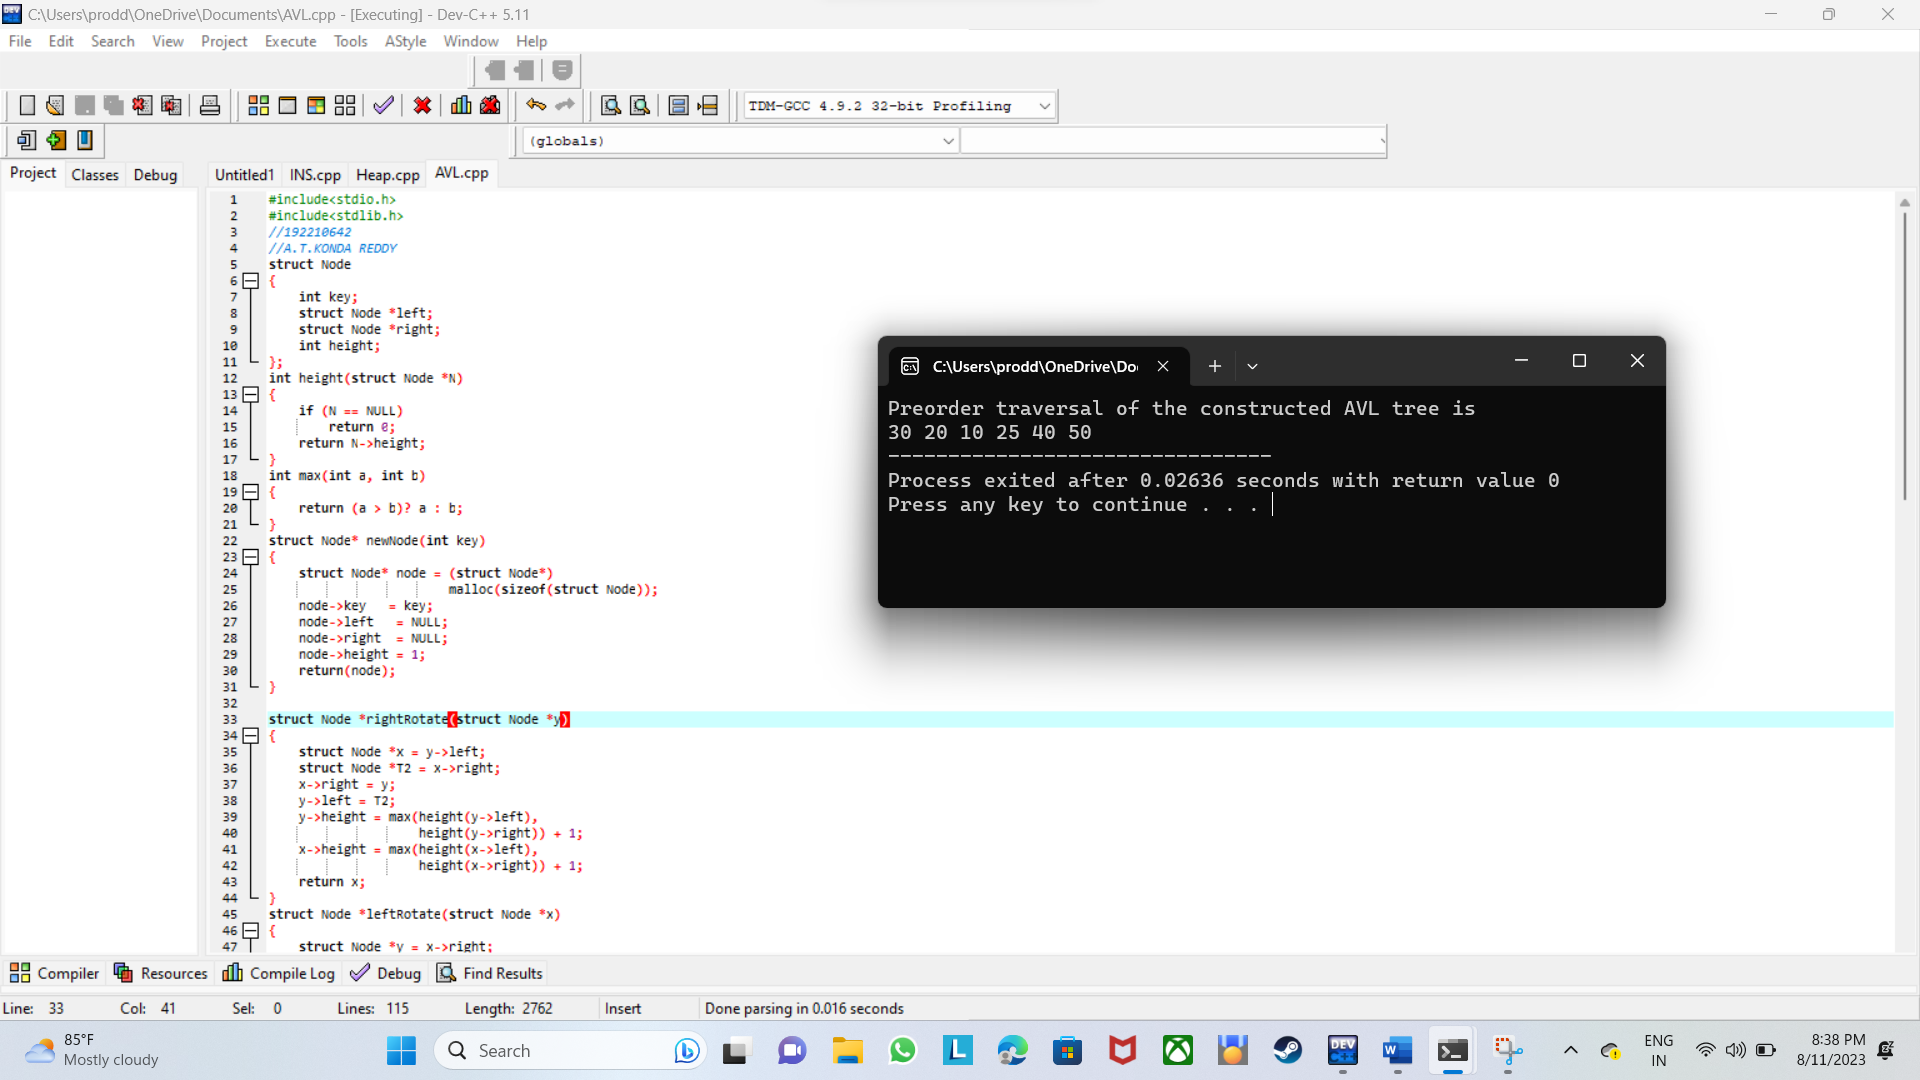 C:\Users\prodd\OneDrive\Documents\AVL.cpp - [Executing] - Dev-C++ 5.11
File Edit Search View Project Execute Tools AStyle Window Help
TDM-GCC 4.9.2 32-bit Profiling
(globals)
Project Classes Debug
Untitled1 INS.cpp Heap.cpp AVL.cpp
1 #include<stdio.h>
2 #include<stdlib.h>
3 //192210642
4 //A.T.KONDA REDDY
5 struct Node
6 {
7 int key;
8 struct Node *left;
9 struct Node *right;
10 int height;
11 };
12 int height(struct Node *N)
13 {
14 if (N == NULL)
15 return 0;
16 return N->height;
17 }
18 int max(int a, int b)
19 {
20 return (a > b)? a : b;
21 }
22 struct Node* newNode(int key)
23 {
24 struct Node* node = (struct Node*)
25 malloc(sizeof(struct Node));
26 node->key = key;
27 node->left = NULL;
28 node->right = NULL;
29 node->height = 1;
30 return(node);
31 }
32
33 struct Node *rightRotate(struct Node *y)
34 {
35 struct Node *x = y->left;
36 struct Node *T2 = x->right;
37 x->right = y;
38 y->left = T2;
39 y->height = max(height(y->left),
40 height(y->right)) + 1;
41 x->height = max(height(x->left),
42 height(x->right)) + 1;
43 return x;
44 }
45 struct Node *leftRotate(struct Node *x)
46 {
47 struct Node *y = x->right;
C:\Users\prodd\OneDrive\Do
Preorder traversal of the constructed AVL tree is
30 20 10 25 40 50
--------------------------------
Process exited after 0.02636 seconds with return value 0
Press any key to continue . . .
Compiler Resources Compile Log Debug Find Results
Line: 33 Col: 41 Sel: 0 Lines: 115 Length: 2762 Insert Done parsing in 0.016 seconds
85°F
Mostly cloudy
Search
DEV
C++
ENG
IN
8:38 PM
8/11/2023